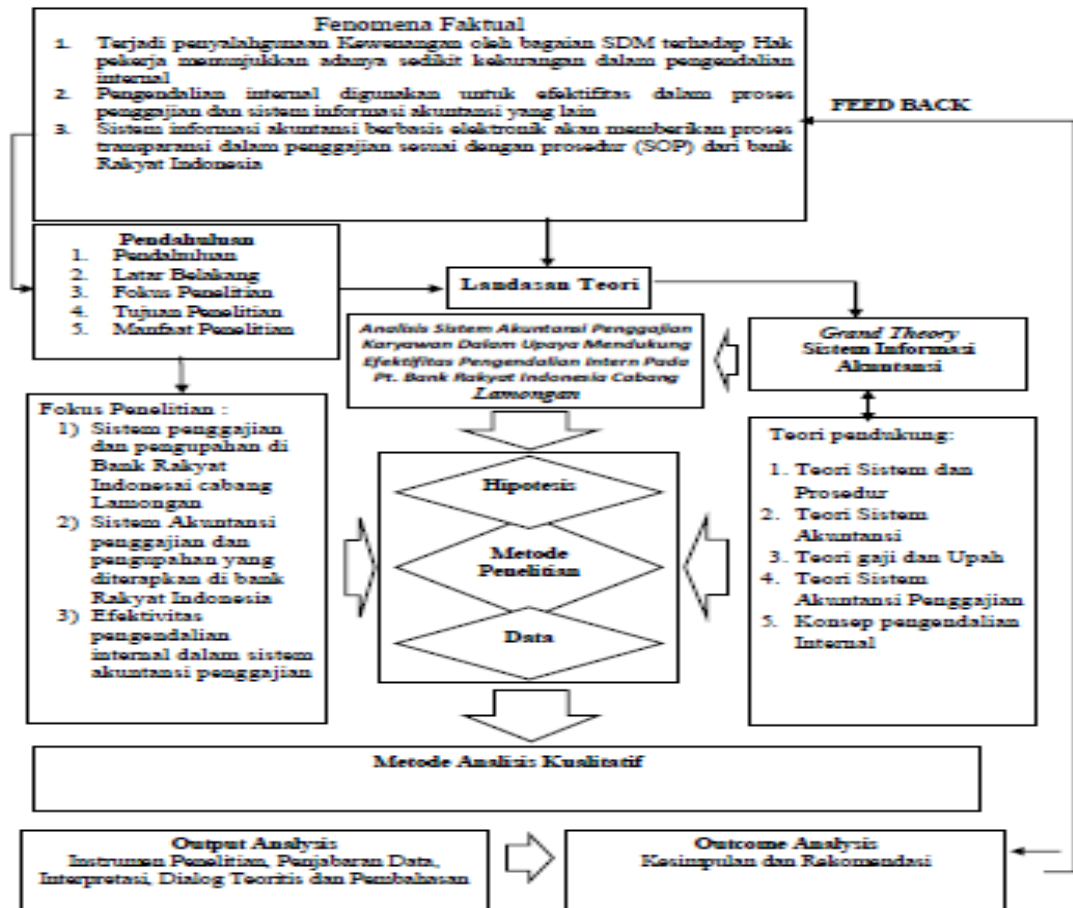 Fenomena Faktual
1. Terjadi penyalahgunaan Kewenangan oleh bagaian SDM terhadap Hak
pekerja menunjukkan adanya sedikit kekurangan dalam pengendalian
internal
2. Pengendalian internal digunakan untuk efektifitas dalam proses
penggajian dan sistem informasi akuntansi yang lain
3. Sistem informasi akuntansi berbasis elektronik akan memberikan proses
transparansi dalam penggajian sesuai dengan prosedur (SOP) dari bank
Rakyat Indonesia
FEED BACK
Pendahuluan
1. Pendahuluan
2. Latar Belakang
3. Fokus Penelitian
4. Tujuan Penelitian
5. Manfaat Penelitian
Landasan Teori
Analisis Sistem Akuntansi Penggajian
Karyawan Dalam Upaya Mendukung
Efektifitas Pengendalian Intern Pada
Pt. Bank Rakyat Indonesia Cabang
Lamongan
Grand Theory
Sistem Informasi
Akuntansi
Fokus Penelitian :
1) Sistem penggajian
dan pengupahan di
Bank Rakyat
Indonesai cabang
Lamongan
2) Sistem Akuntansi
penggajian dan
pengupahan yang
diterapkan di bank
Rakyat Indonesia
3) Efektivitas
pengendalian
internal dalam sistem
akuntansi penggajian
Hipotesis
Metode
Penelitian
Data
Teori pendukung:
1. Teori Sistem dan
Prosedur
2. Teori Sistem
Akuntansi
3. Teori gaji dan Upah
4. Teori Sistem
Akuntansi Penggajian
5. Konsep pengendalian
Internal
Metode Analisis Kualitatif
Output Analysis
Instrumen Penelitian, Penjabaran Data,
Interpretasi, Dialog Teoritis dan Pembahasan
Outcome Analysis
Kesimpulan dan Rekomendasi